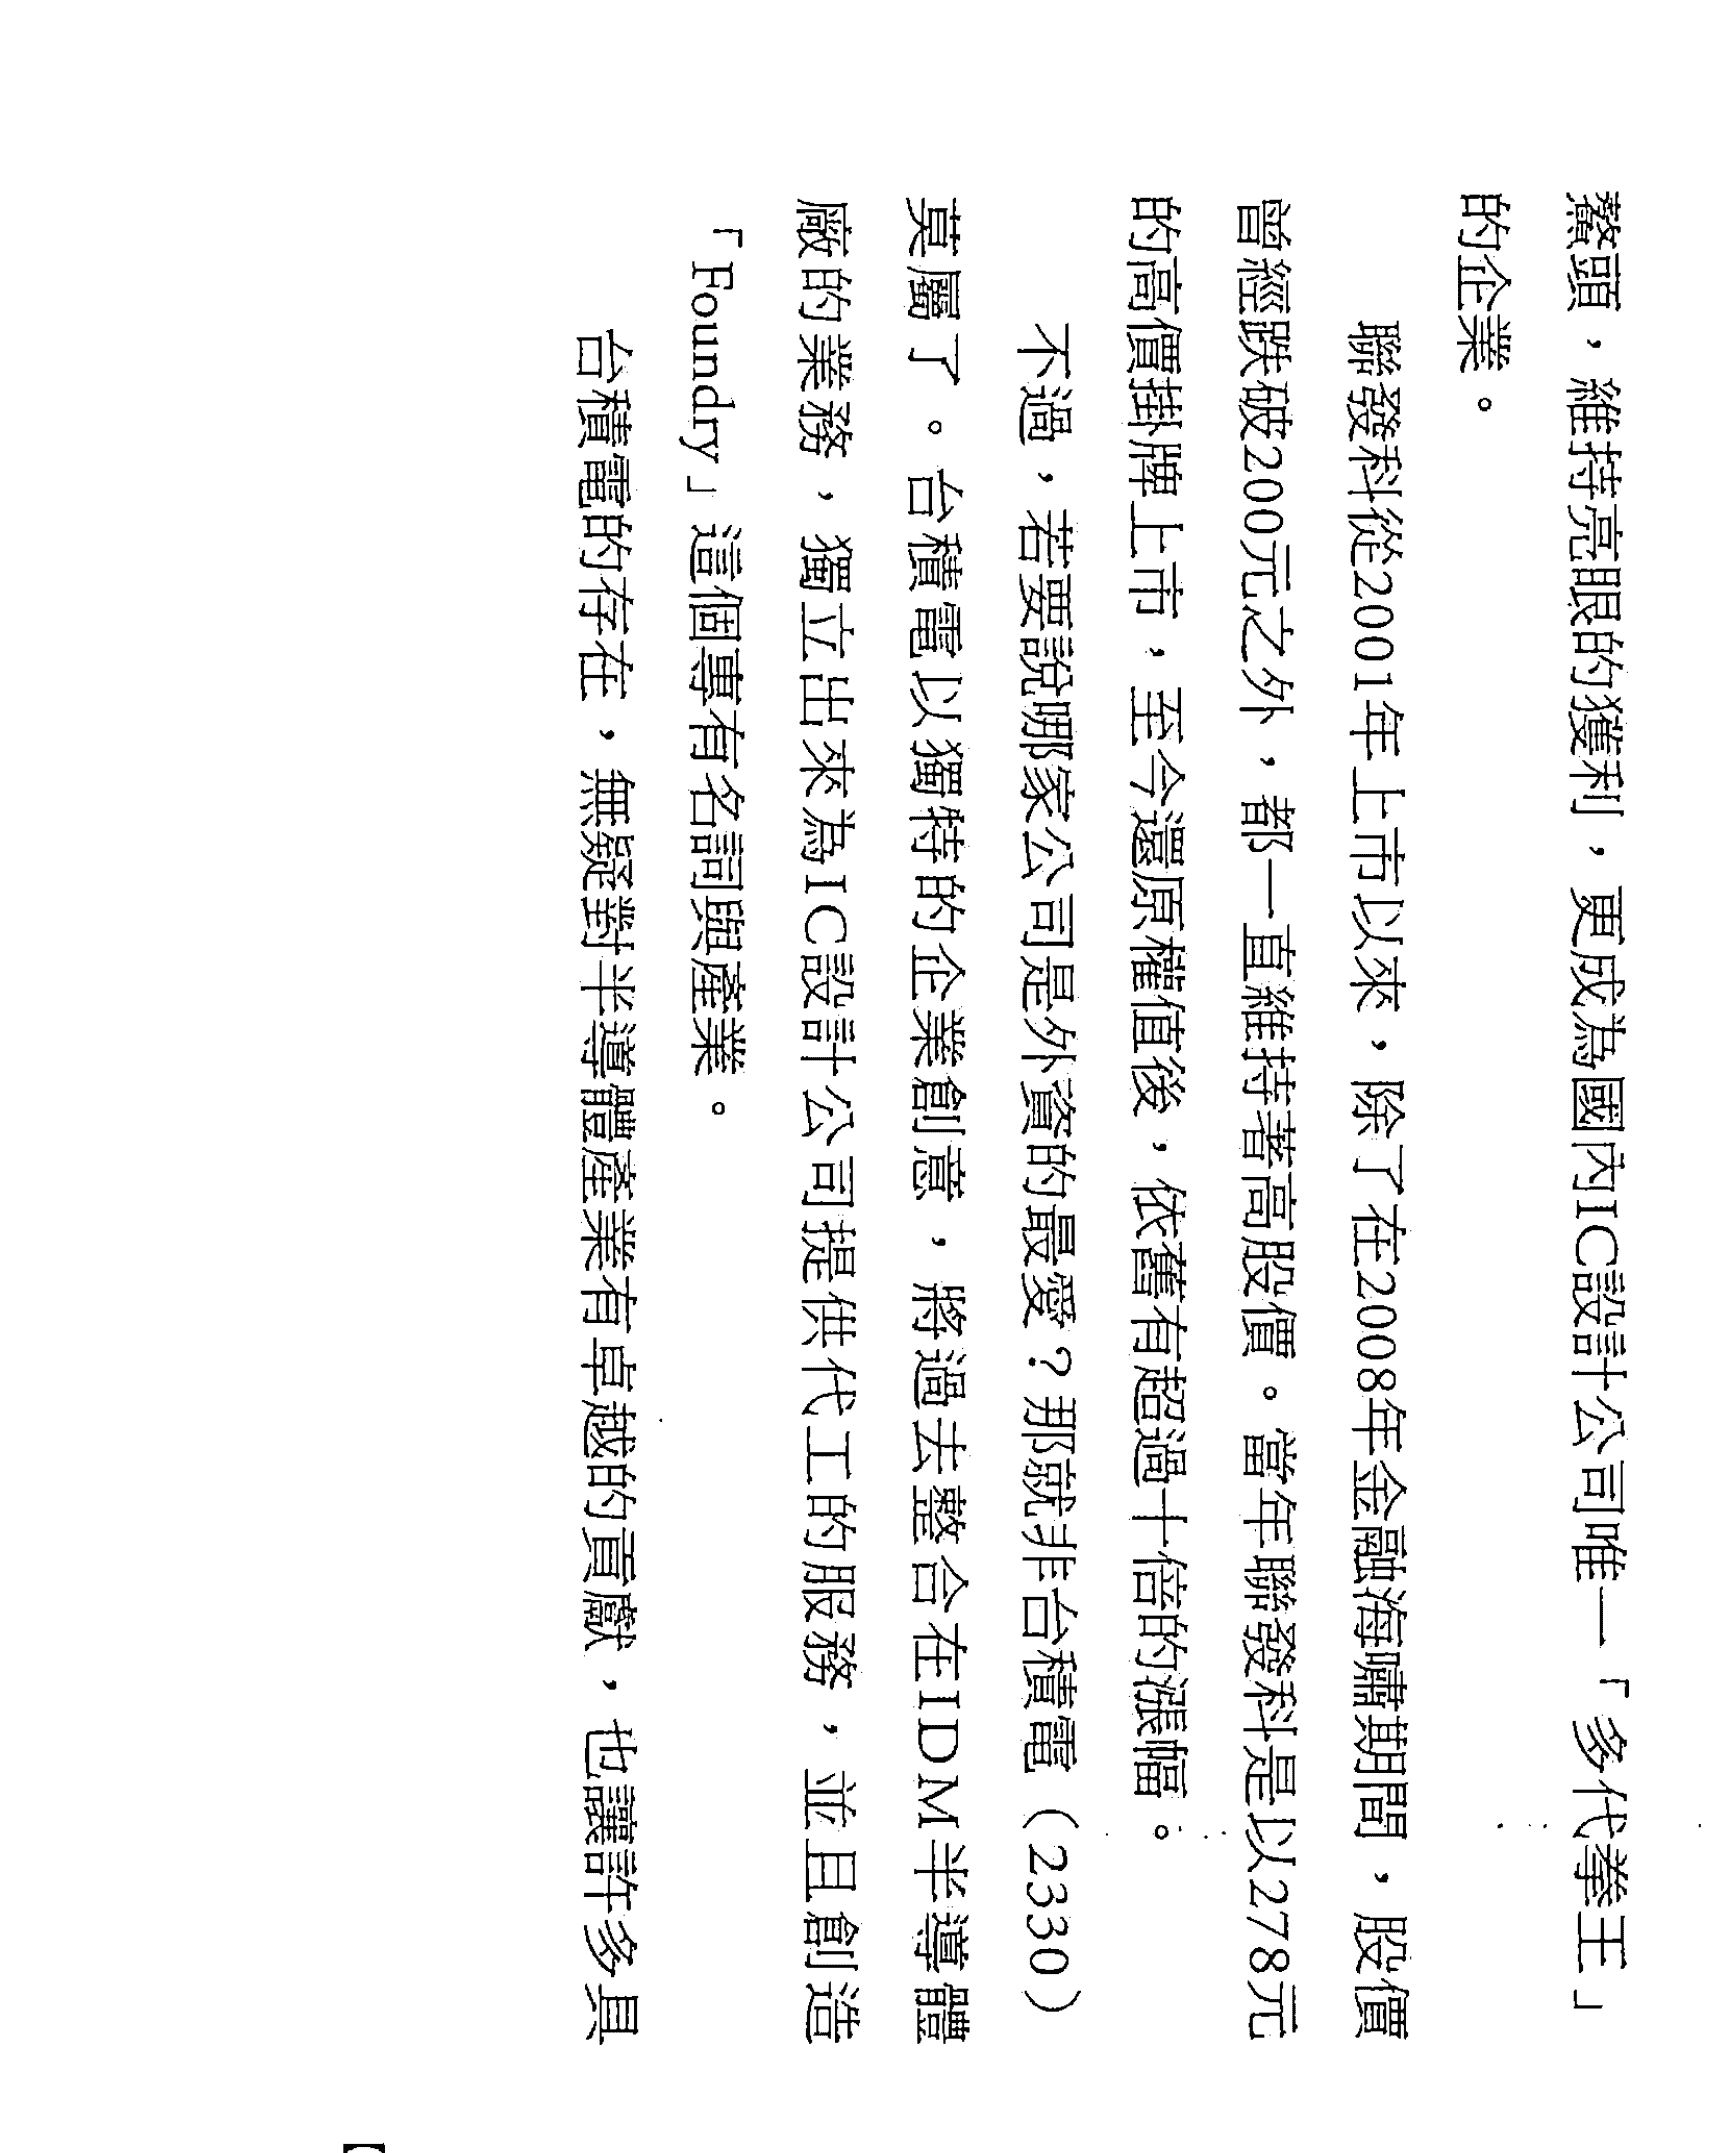 鰲頭，維持亮眼的獲利，更成為國內IC設計公司唯一「多代拳王」
的企業。
聯發科從2001年上市以來，除了在2008年金融海嘯期間，股價
曾經跌破200元之外，都一直維持著高股價。當年聯發科是以278元
的高價掛牌上市，至今還原權值後，依舊有超過十倍的漲幅。
不過，若要說哪家公司是外資的最愛？那就非台積電（2330）
莫屬了。台積電以獨特的企業創意，將過去整合在IDM半導體
廠的業務，獨立出來為IC設計公司提供代工的服務，並且創造
「Foundry」這個專有名詞與產業。
台積電的存在，無疑對半導體產業有卓越的貢獻，也讓許多具